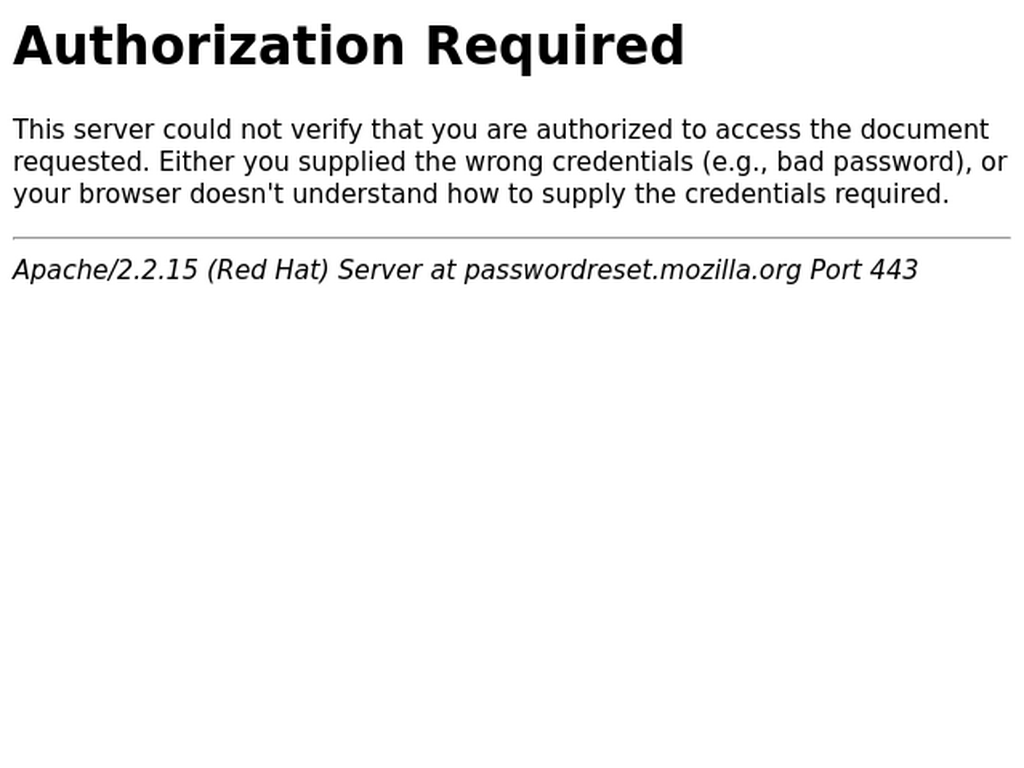 Authorization Required
This server could not verify that you are authorized to access the document
requested. Either you supplied the wrong credentials (e.g., bad password), or
your browser doesn't understand how to supply the credentials required.
Apache/2.2.15 (Red Hat) Server at passwordreset.mozilla.org Port 443